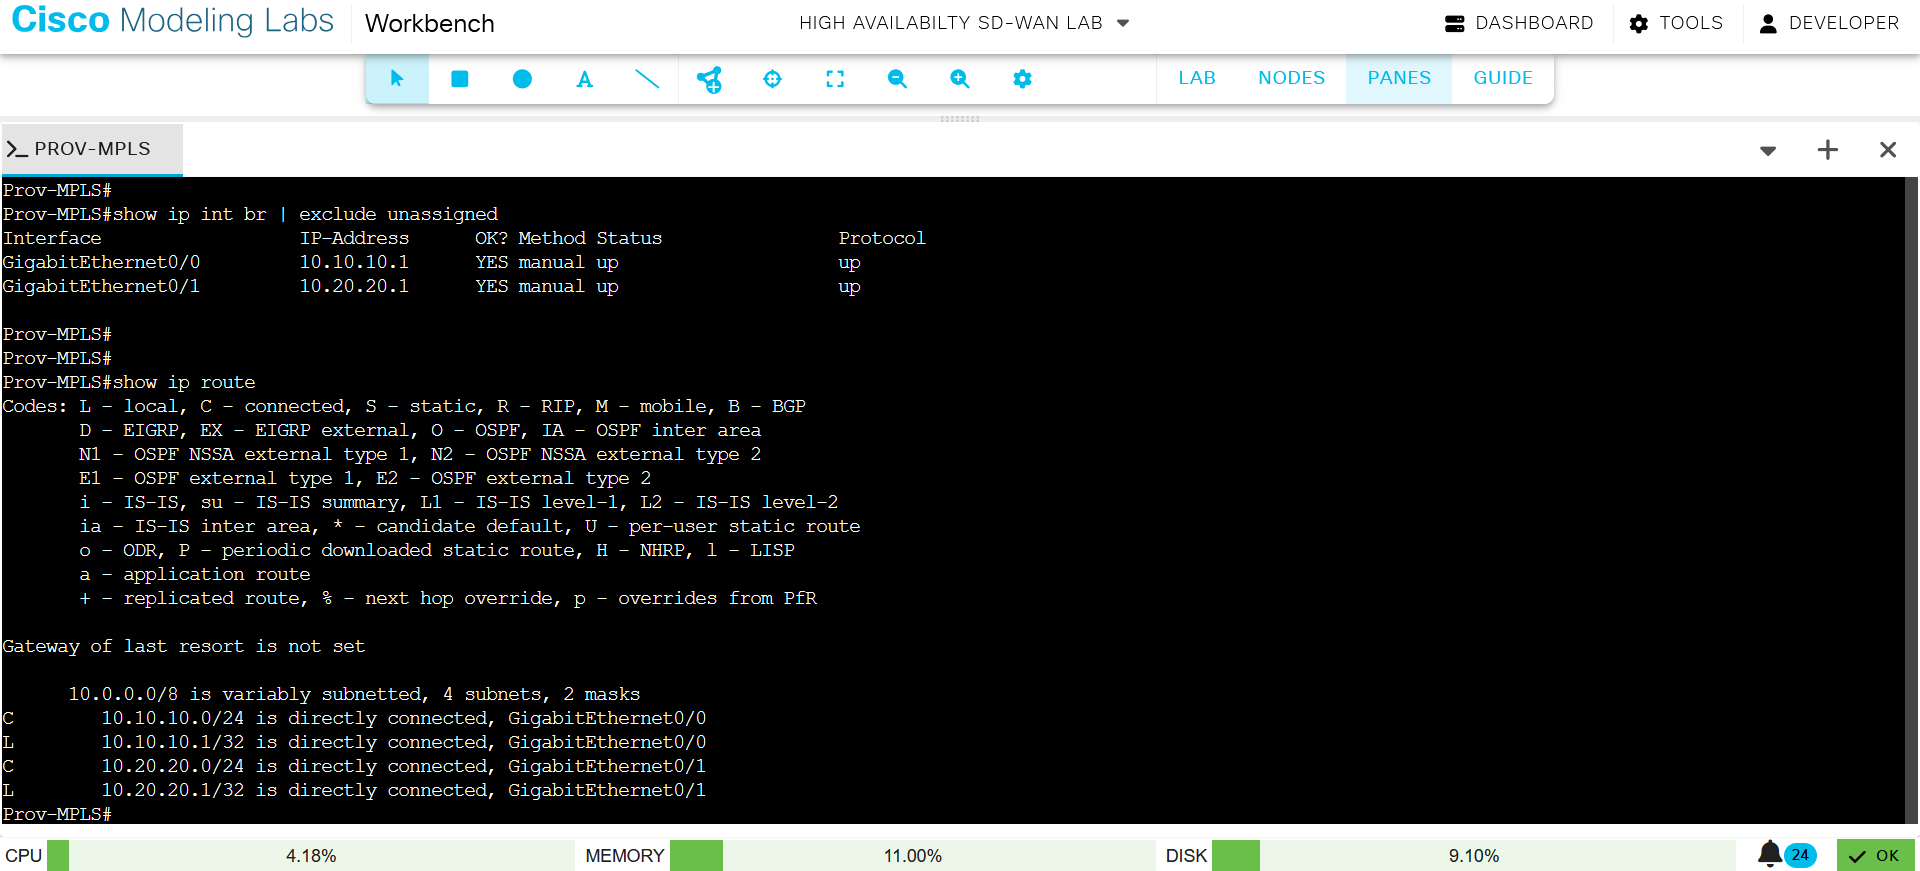 Cisco Modeling Labs Workbench HIGH AVAILABILTY SD-WAN LAB DASHBOARD TOOLS DEVELOPER
A LAB NODES PANES GUIDE
>_ PROV-MPLS
Prov-MPLS#
Prov-MPLS#show ip int br | exclude unassigned
Interface IP-Address OK? Method Status Protocol
GigabitEthernet0/0 10.10.10.1 YES manual up up
GigabitEthernet0/1 10.20.20.1 YES manual up up
Prov-MPLS#
Prov-MPLS#
Prov-MPLS#show ip route
Codes: L - local, C - connected, S - static, R - RIP, M - mobile, B - BGP
D - EIGRP, EX - EIGRP external, O - OSPF, IA - OSPF inter area
N1 - OSPF NSSA external type 1, N2 - OSPF NSSA external type 2
E1 - OSPF external type 1, E2 - OSPF external type 2
i - IS-IS, su - IS-IS summary, L1 - IS-IS level-1, L2 - IS-IS level-2
ia - IS-IS inter area, * - candidate default, U - per-user static route
o - ODR, P - periodic downloaded static route, H - NHRP, l - LISP
a - application route
+ - replicated route, % - next hop override, p - overrides from PfR
Gateway of last resort is not set
10.0.0.0/8 is variably subnetted, 4 subnets, 2 masks
C 10.10.10.0/24 is directly connected, GigabitEthernet0/0
L 10.10.10.1/32 is directly connected, GigabitEthernet0/0
C 10.20.20.0/24 is directly connected, GigabitEthernet0/1
L 10.20.20.1/32 is directly connected, GigabitEthernet0/1
Prov-MPLS#
CPU 4.18% MEMORY 11.00% DISK 9.10% 24 OK